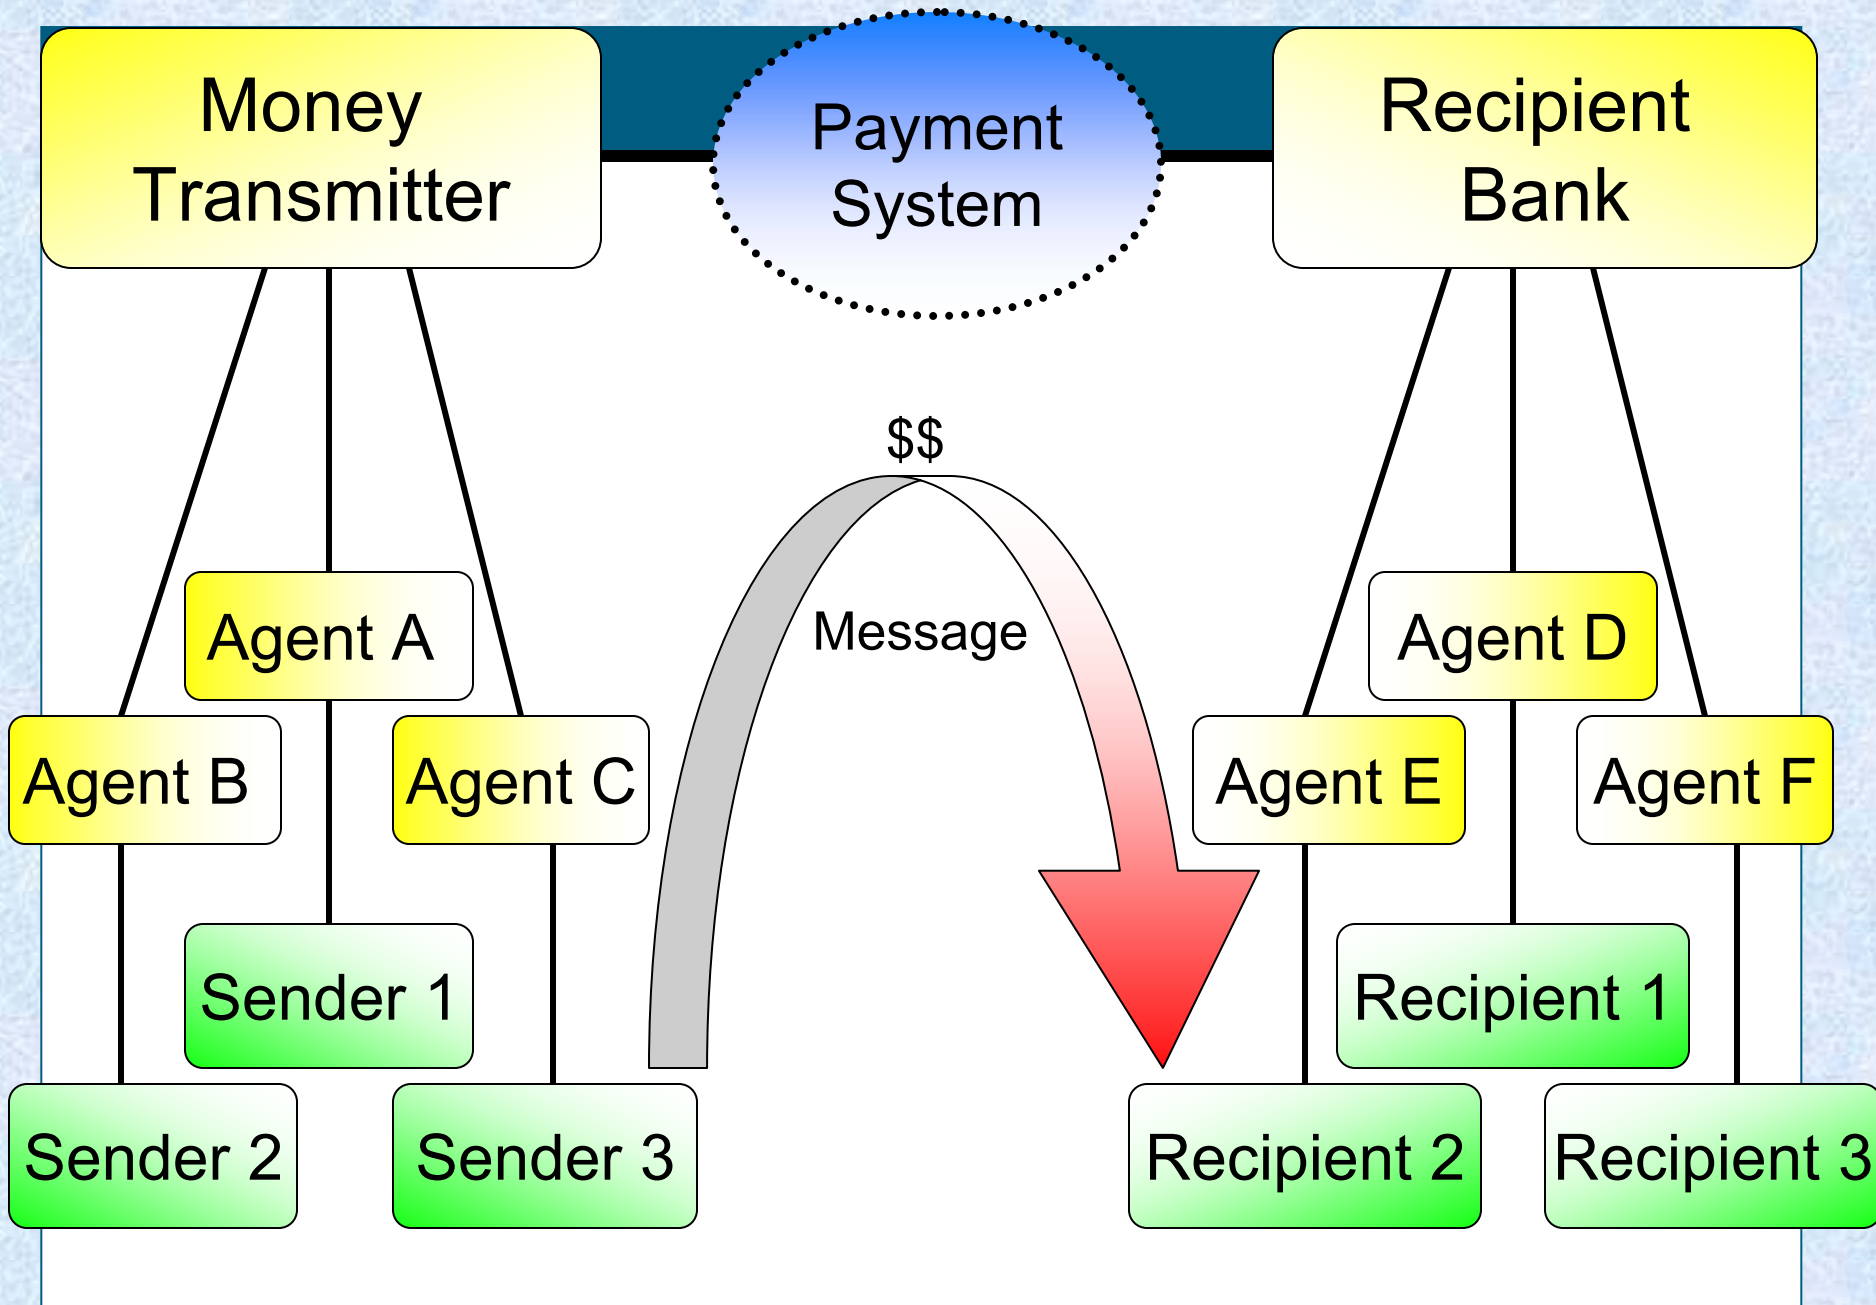 Money
Transmitter
Payment
System
Recipient
Bank
$$
Message
Agent A
Agent D
Agent B
Agent C
Agent E
Agent F
Sender 1
Recipient 1
Sender 2
Sender 3
Recipient 2
Recipient 3